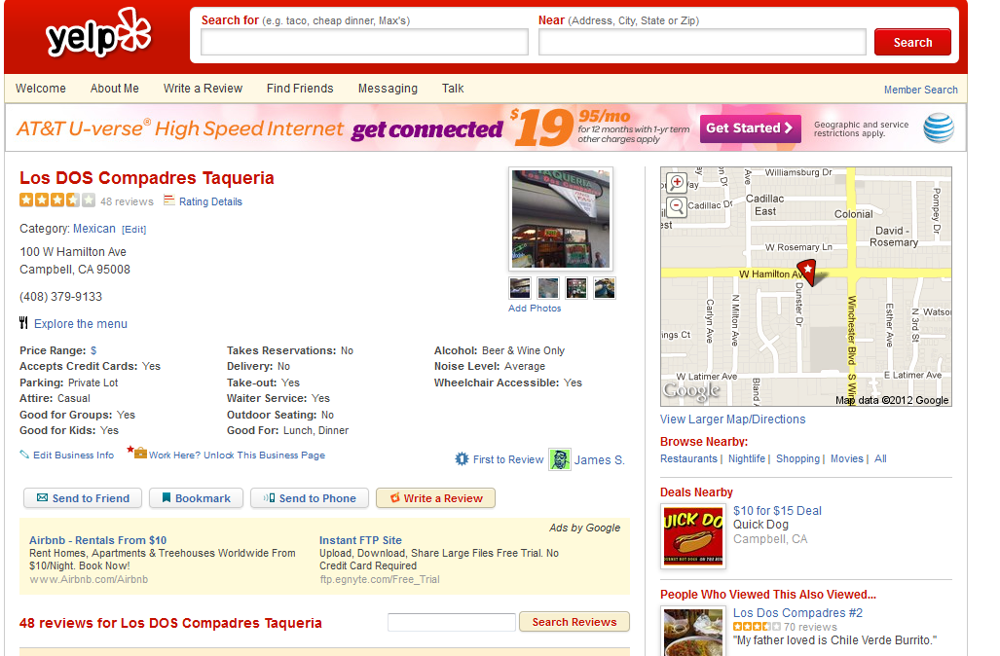 yelp
Search for (e.g. taco, cheap dinner, Max's)
Near (Address, City, State or Zip)
Search
Welcome
About Me
Write a Review
Find Friends
Messaging
Talk
Member Search
AT&T U-verse® High Speed Internet get connected $19 95/mo
for 12 months with 1-yr term
other charges apply
Get Started
Geographic and service
restrictions apply.
Los DOS Compadres Taqueria
48 reviews
Rating Details
Category: Mexican [Edit]
100 W Hamilton Ave
Campbell, CA 95008
(408) 379-9133
Explore the menu
TAQUERIA
Add Photos
Price Range: $
Accepts Credit Cards: Yes
Parking: Private Lot
Attire: Casual
Good for Groups: Yes
Good for Kids: Yes
Takes Reservations: No
Delivery: No
Take-out: Yes
Waiter Service: Yes
Outdoor Seating: No
Good For: Lunch, Dinner
Alcohol: Beer & Wine Only
Noise Level: Average
Wheelchair Accessible: Yes
Edit Business Info
Work Here? Unlock This Business Page
1 First to Review
James S.
Send to Friend
Bookmark
Send to Phone
Write a Review
Ads by Google
Airbnb - Rentals From $10
Rent Homes, Apartments & Treehouses Worldwide From
$10/Night. Book Now!
www.Airbnb.com/Airbnb
Instant FTP Site
Upload, Download, Share Large Files Free Trial. No
Credit Card Required
ftp.egnyte.com/Free_Trial
48 reviews for Los DOS Compadres Taqueria
Search Reviews
Williamsburg Dr
ay
Dr
Ave
Cadillac Dr
Cadillac
East
est
Colonial
Pompey Dr
David -
Rosemary
W Rosemary Ln
W Hamilton Av
Dunster Dr
Carlyn Ave
N Milton Ave
Winchester Blvd
S Win
Esther Ave
N 3rd St
Watso
ings Ct
W Latimer Ave
E Latimer Ave
Bland A
Google
Map data ©2012 Google
View Larger Map/Directions
Browse Nearby:
Restaurants | Nightlife | Shopping | Movies | All
Deals Nearby
UICK DO
$10 for $15 Deal
Quick Dog
Campbell, CA
People Who Viewed This Also Viewed...
Los Dos Compadres #2
70 reviews
"My father loved is Chile Verde Burrito."